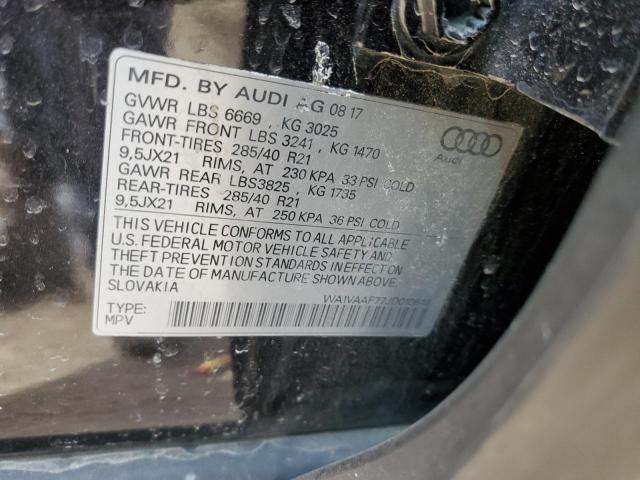 MFD. BY AUDI AG 08 17
GVWR LBS 6669 , KG 3025
GAWR FRONT LBS 3241 , KG 1470
FRONT-TIRES 285/40 R21
9,5JX21 RIMS, AT 230 KPA 33 PSI COLD
GAWR REAR LBS3825 , KG 1735
REAR-TIRES 285/40 R21
9,5JX21 RIMS, AT 250 KPA 36 PSI COLD
Audi
THIS VEHICLE CONFORMS TO ALL APPLICABLE
U.S. FEDERAL MOTOR VEHICLE SAFETY AND
THEFT PREVENTION STANDARDS IN EFFECT ON
THE DATE OF MANUFACTURE SHOWN ABOVE.
SLOVAKIA
TYPE:
MPV